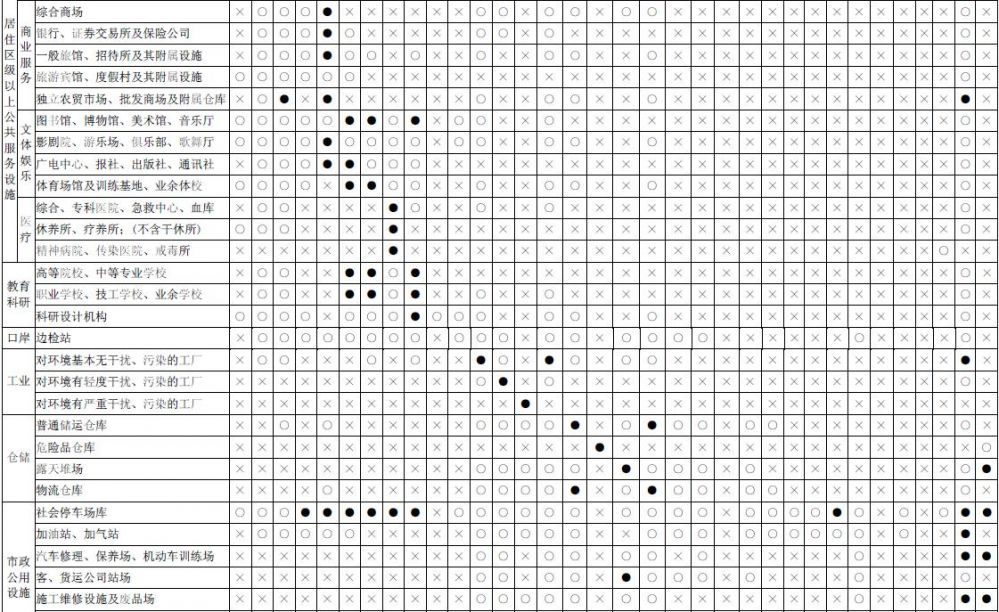 居住区级以上公共服务设施
商业服务
综合商场
银行、证券交易所及保险公司
一般旅馆、招待所及其附属设施
旅游宾馆、度假村及其附属设施
独立农贸市场、批发商场及附属仓库
文体娱乐
图书馆、博物馆、美术馆、音乐厅
影剧院、游乐场、俱乐部、歌舞厅
广电中心、报社、出版社、通讯社
体育场馆及训练基地、业余体校
医疗
综合、专科医院、急救中心、血库
休养所、疗养所；(不含干休所)
精神病院、传染医院、戒毒所
教育
科研
高等院校、中等专业学校
职业学校、技工学校、业余学校
科研设计机构
口岸
边检站
工业
对环境基本无干扰、污染的工厂
对环境有轻度干扰、污染的工厂
对环境有严重干扰、污染的工厂
仓储
普通储运仓库
危险品仓库
露天堆场
物流仓库
市政
公用
设施
社会停车场库
加油站、加气站
汽车修理、保养场、机动车训练场
客、货运公司站场
施工维修设施及废品场